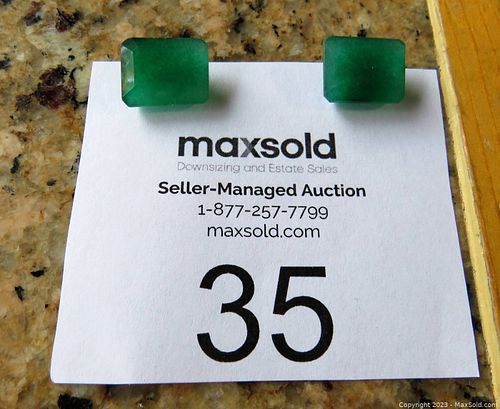 maxsold
Downsizing and Estate Sales
Seller-Managed Auction
1-877-257-7799
maxsold.com
35
Copyright 2023 - MaxSold.com